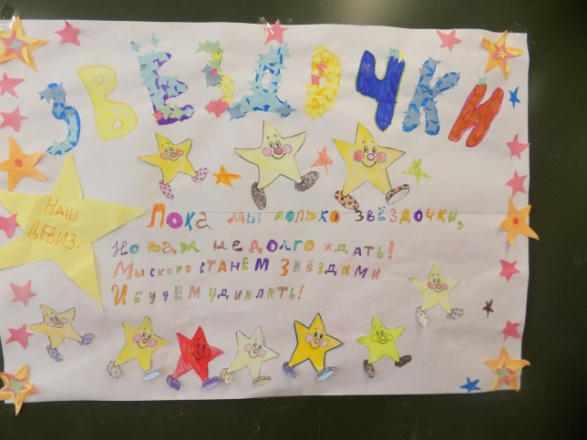 ЗВЁЗДОЧКИ
НАШ
ДЕВИЗ:
Пока мы только звёздочки,
Но вам недолго ждать!
Мы скоро станем звёздами
И будем удивлять!